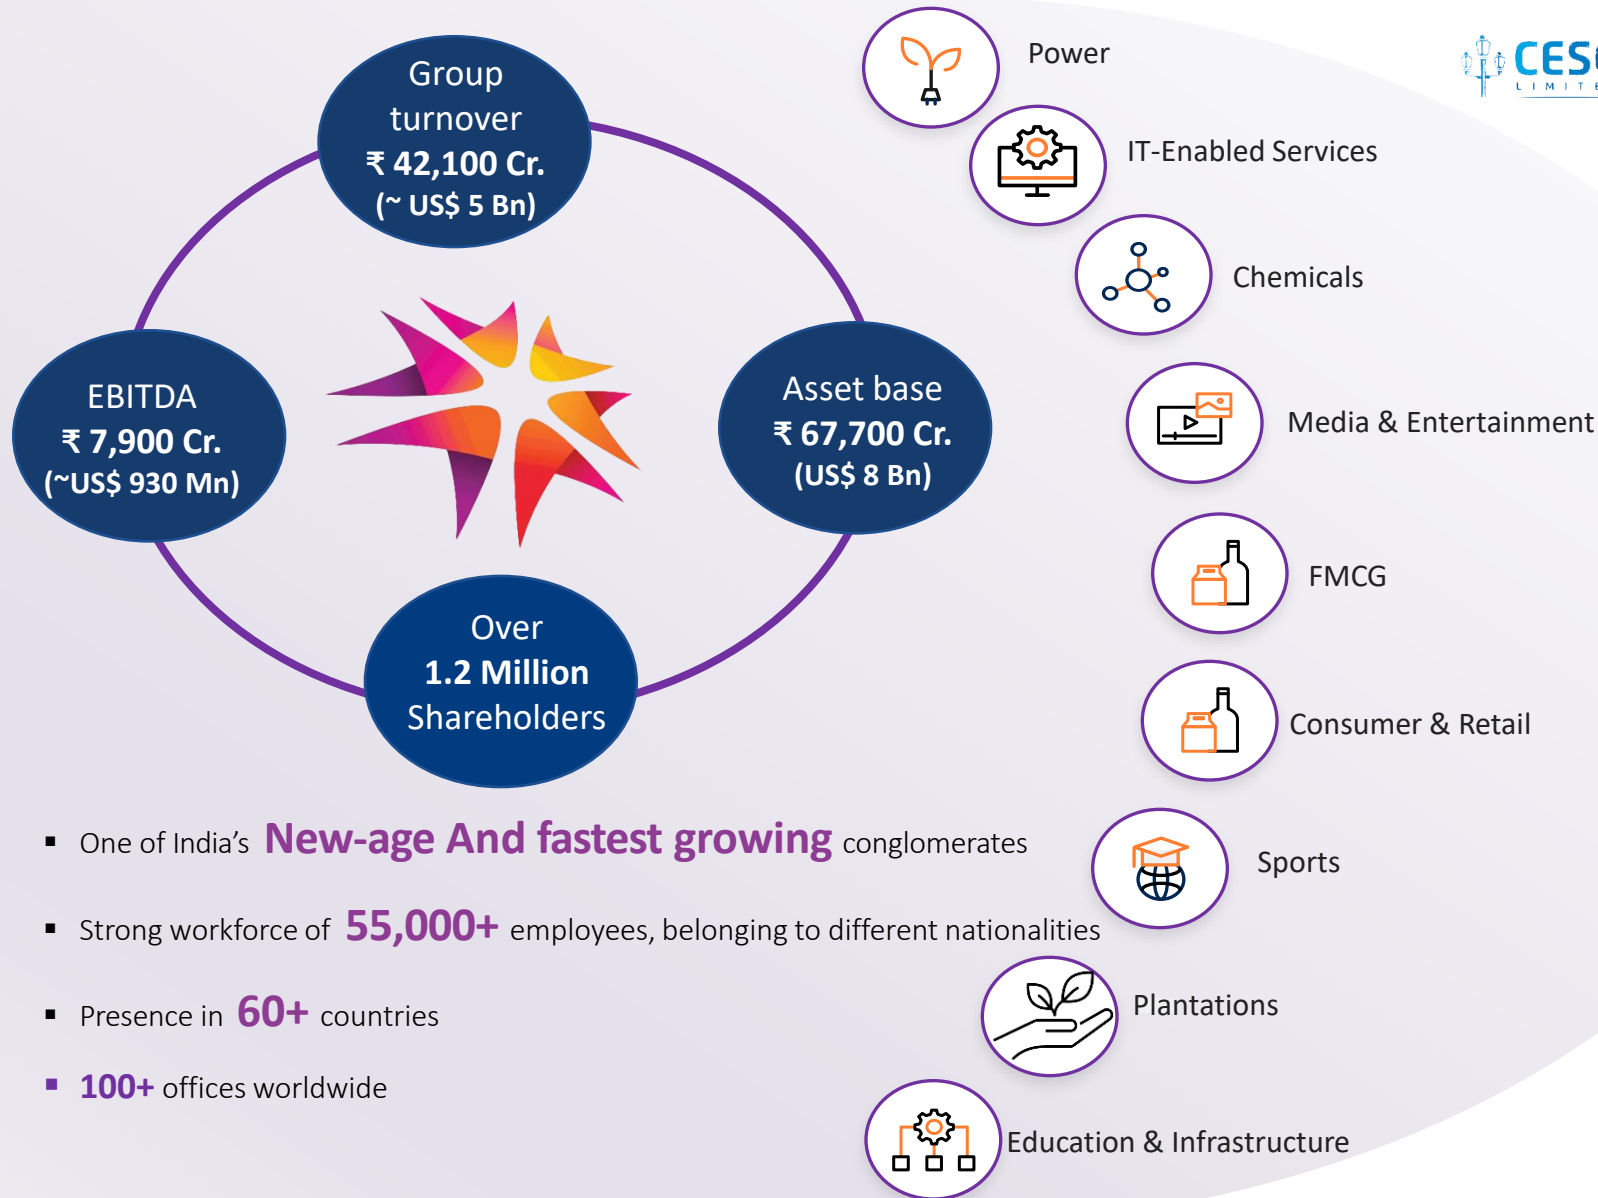 Group
turnover
₹ 42,100 Cr.
(~ US$ 5 Bn)
EBITDA
₹ 7,900 Cr.
(~US$ 930 Mn)
Asset base
₹ 67,700 Cr.
(US$ 8 Bn)
Over
1.2 Million
Shareholders
▪ One of India’s New-age And fastest growing conglomerates
▪ Strong workforce of 55,000+ employees, belonging to different nationalities
▪ Presence in 60+ countries
▪ 100+ offices worldwide
Power
IT-Enabled Services
Chemicals
Media & Entertainment
FMCG
Consumer & Retail
Sports
Plantations
Education & Infrastructure